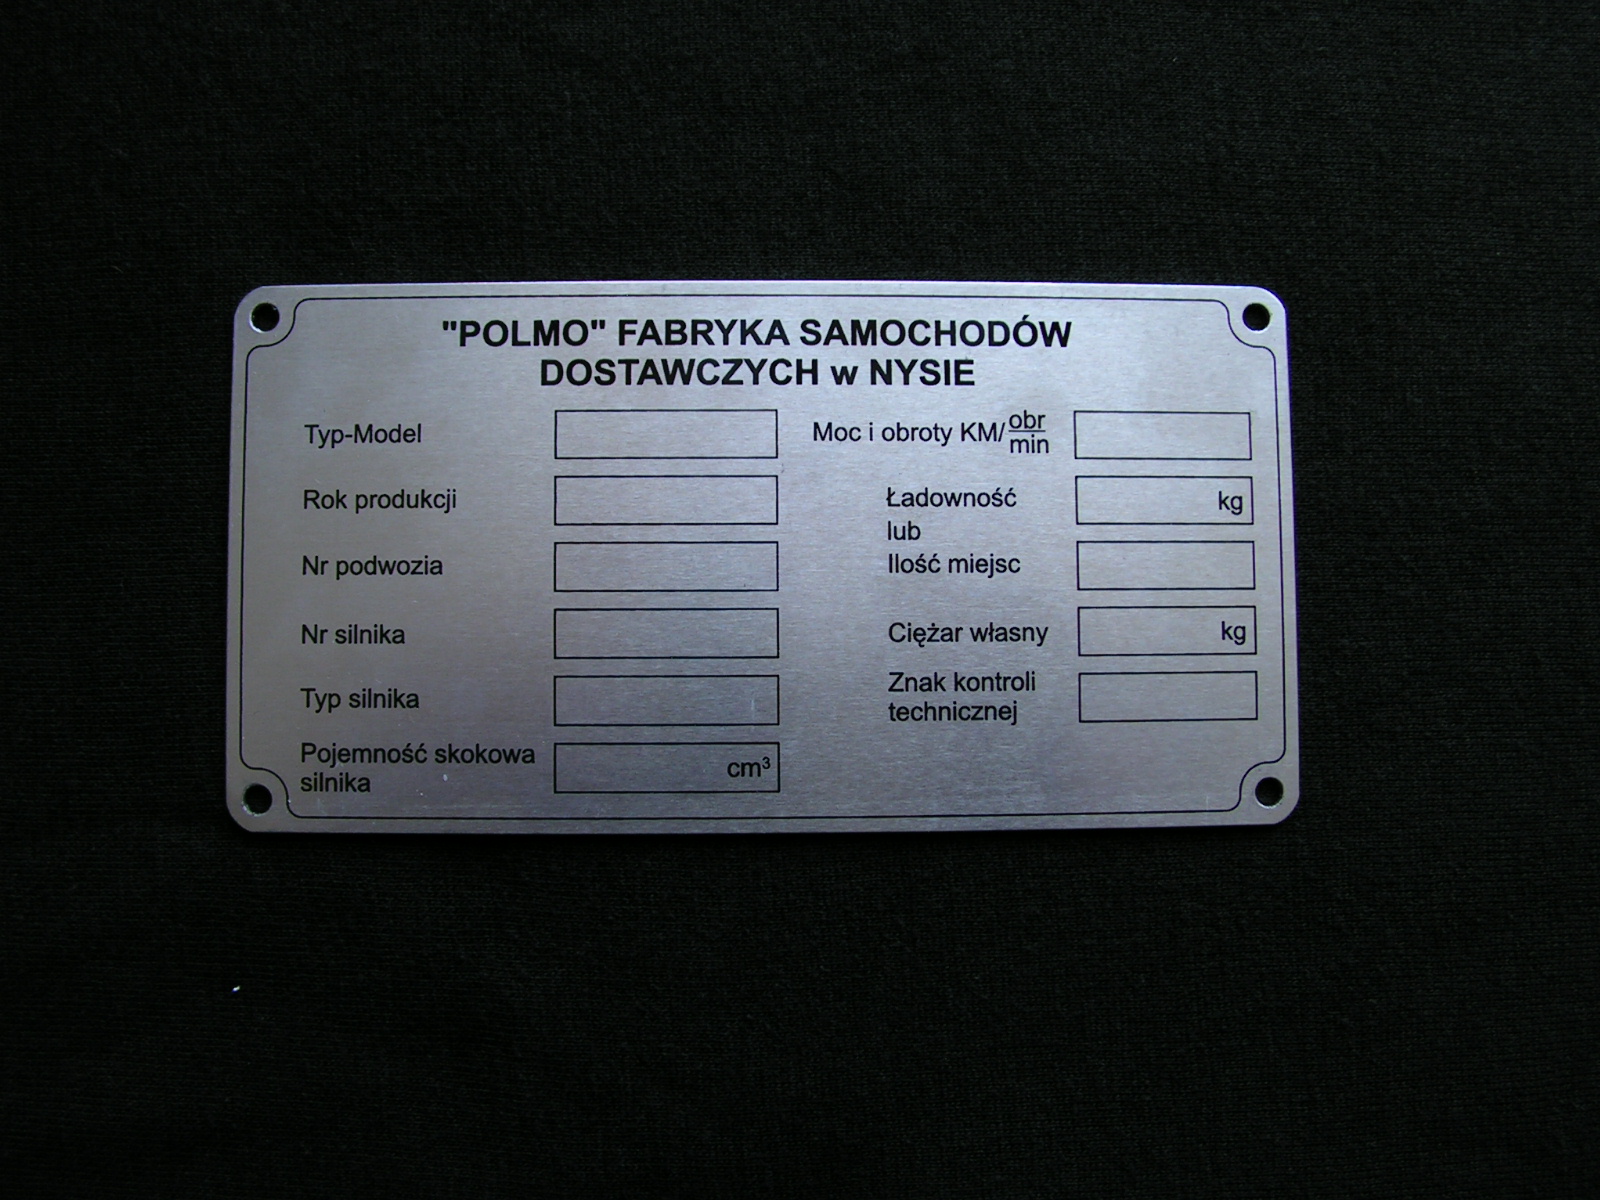 "POLMO" FABRYKA SAMOCHODÓW
DOSTAWCZYCH w NYSIE
Typ-Model
Rok produkcji
Nr podwozia
Nr silnika
Typ silnika
Pojemność skokowa
silnika
cm³
Moc i obroty KM/obr/min
Ładowność
kg
lub
Ilość miejsc
Ciężar własny
kg
Znak kontroli
technicznej